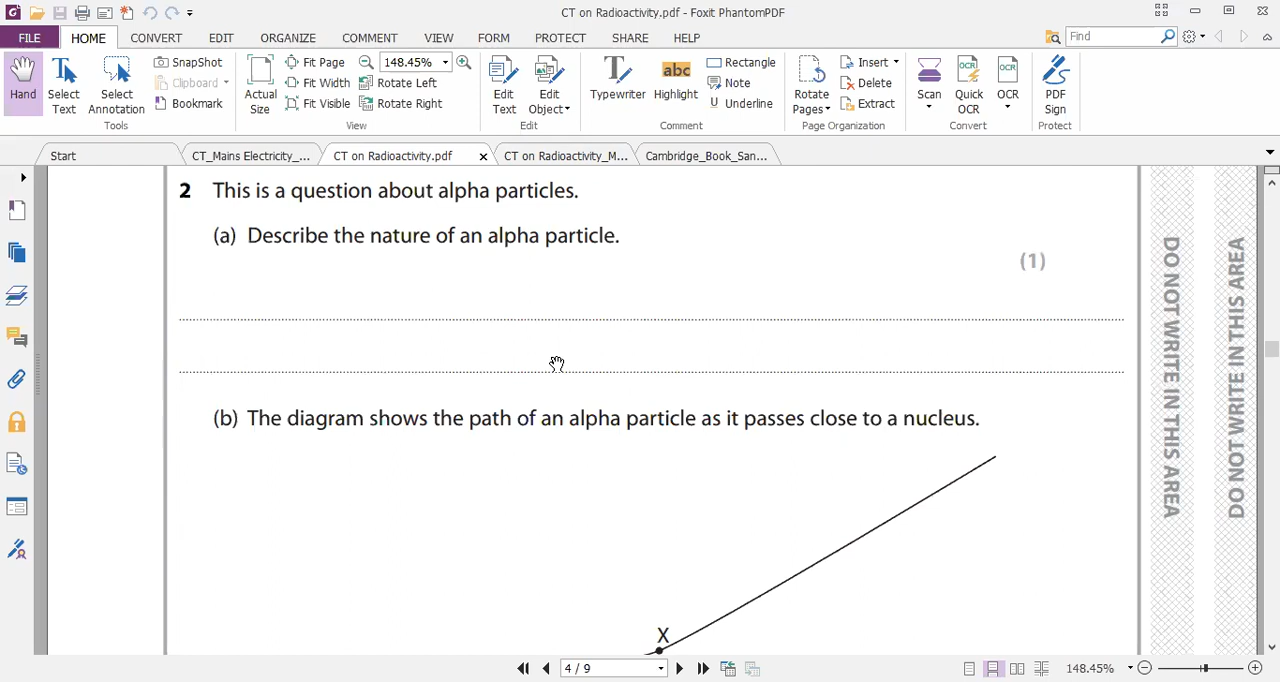 CT on Radioactivity.pdf - Foxit PhantomPDF
FILE HOME CONVERT EDIT ORGANIZE COMMENT VIEW FORM PROTECT SHARE HELP Find
Hand
Select Text
Select Annotation
SnapShot
Clipboard
Bookmark
Tools
Actual Size
Fit Page
Fit Width
Fit Visible
148.45%
Rotate Left
Rotate Right
View
Edit Text
Edit Object
Edit
Typewriter
abc
Highlight
Rectangle
Note
U Underline
Comment
Rotate Pages
Insert
Delete
Extract
Page Organization
Scan
OCR
Quick OCR
OCR
OCR
Convert
PDF Sign
Protect
Start CT_Mains Electricity_... CT on Radioactivity.pdf CT on Radioactivity_M... Cambridge_Book_San...
2 This is a question about alpha particles.
(a) Describe the nature of an alpha particle.
(1)
(b) The diagram shows the path of an alpha particle as it passes close to a nucleus.
X
DO NOT WRITE IN THIS AREA
DO NOT WRITE IN THIS AREA
4 / 9
148.45%